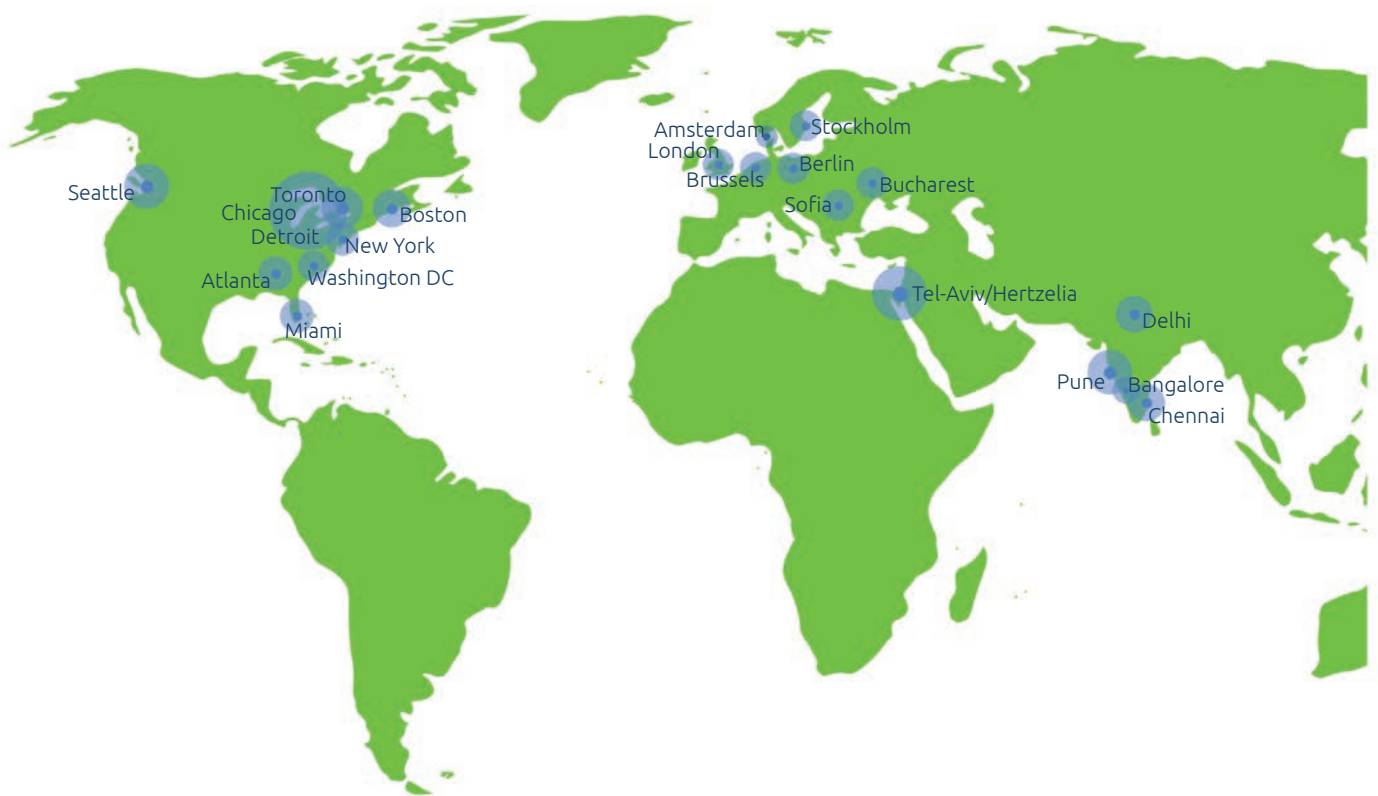 Amsterdam
Stockholm
London
Berlin
Brussels
Bucharest
Seattle
Toronto
Sofia
Chicago
Boston
Detroit
New York
Atlanta
Washington DC
Tel-Aviv/Hertzelia
Miami
Delhi
Pune
Bangalore
Chennai